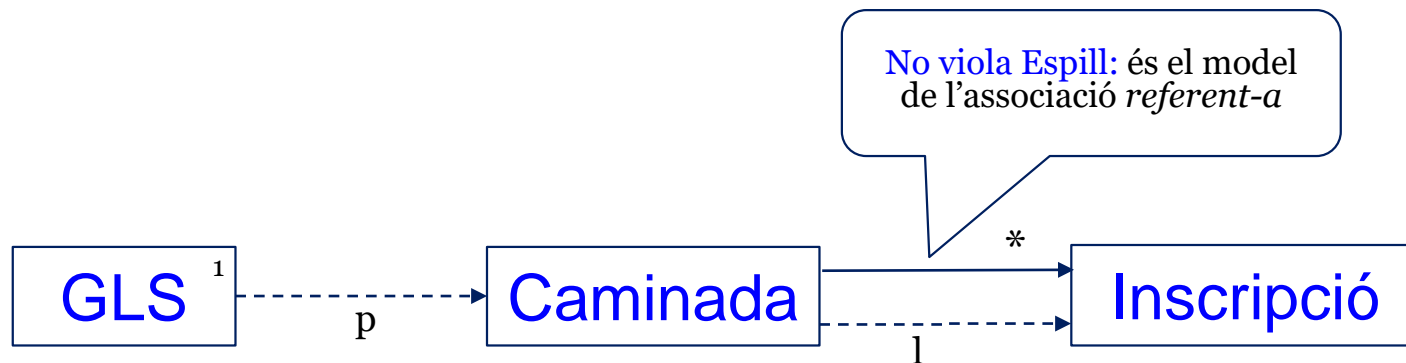 No viola Espill: és el model
de l'associació referent-a
*
GLS 1
Caminada
Inscripció
p
l